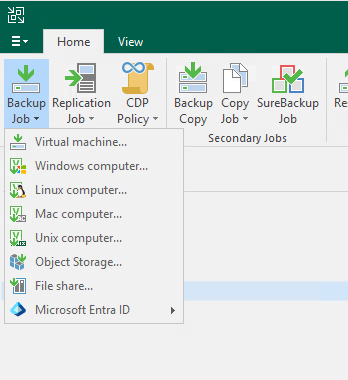 Home View
Backup Job Replication Job CDP Policy Backup Copy Copy Job SureBackup Job Re
Secondary Jobs
Virtual machine...
Windows computer...
Linux computer...
Mac computer...
Unix computer...
Object Storage...
File share...
Microsoft Entra ID